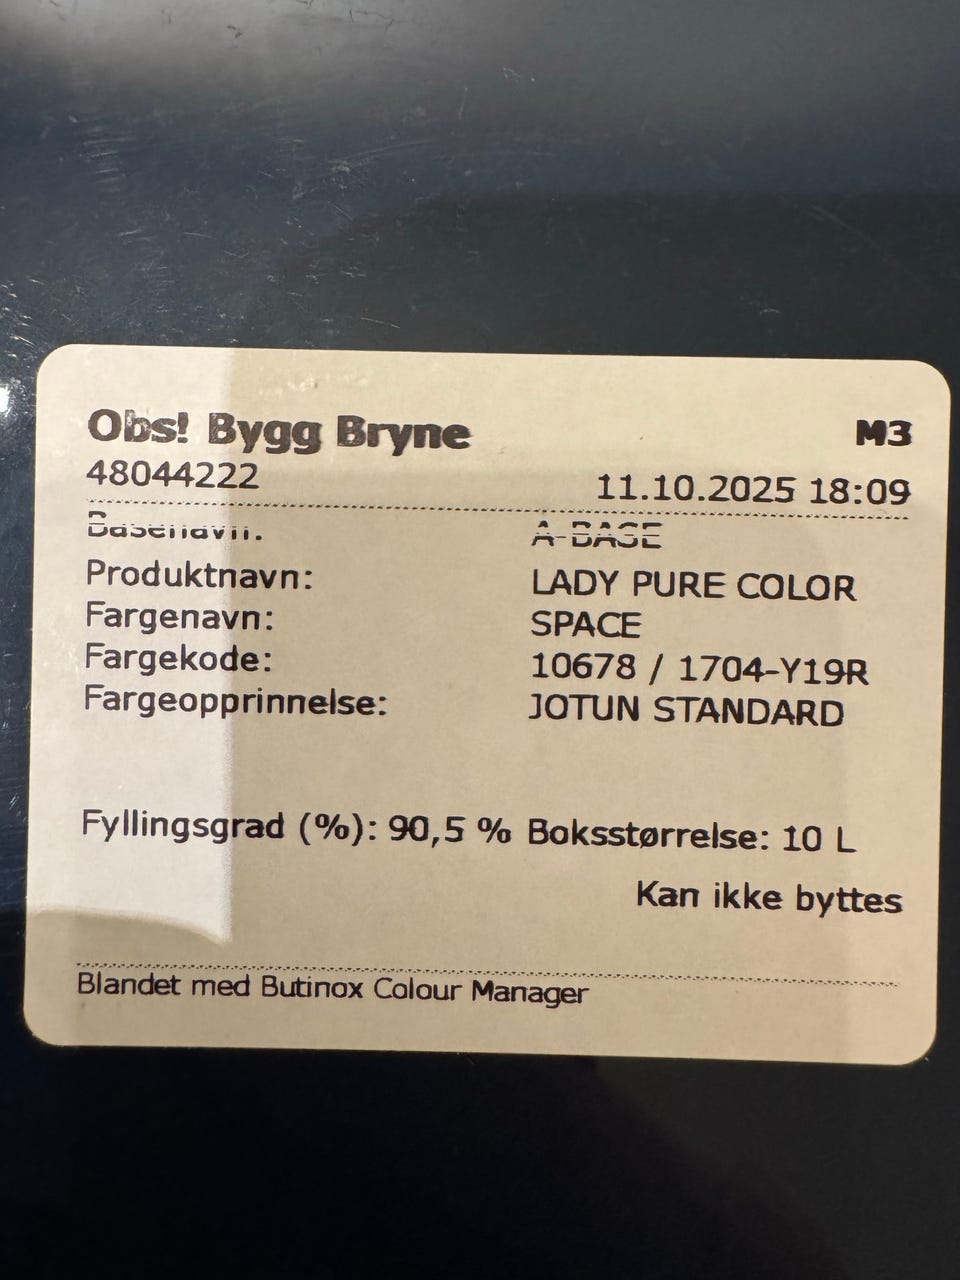 Obs! Bygg Bryne M3
48044222 11.10.2025 18:09
Basenavn: A-BASE
Produktnavn: LADY PURE COLOR
Fargenavn: SPACE
Fargekode: 10678 / 1704-Y19R
Fargeopprinnelse: JOTUN STANDARD
Fyllingsgrad (%): 90,5 % Boksstørrelse: 10 L
Kan ikke byttes
Blandet med Butinox Colour Manager